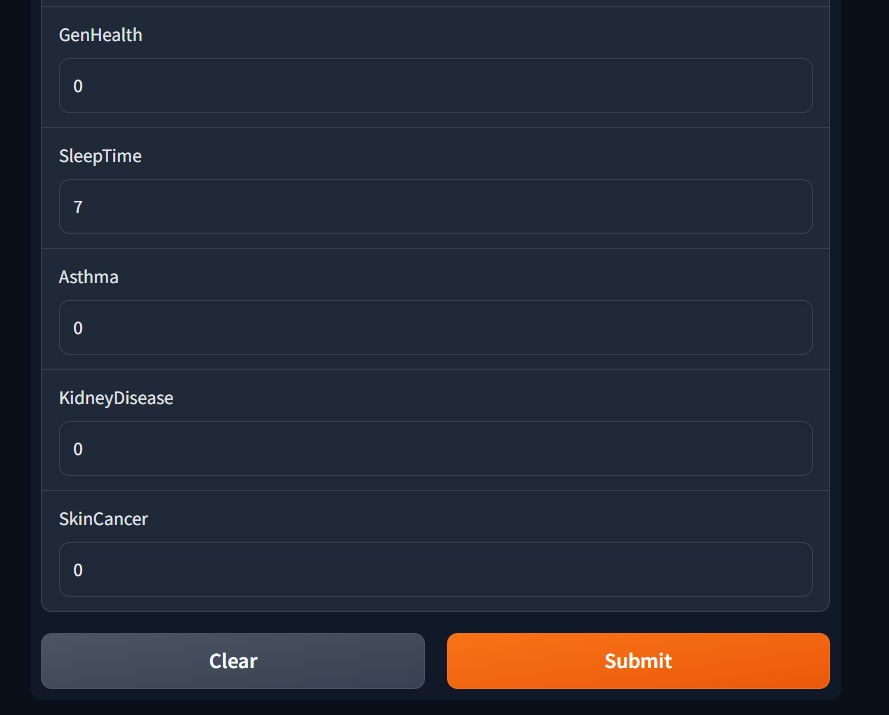 GenHealth
0
SleepTime
7
Asthma
0
KidneyDisease
0
SkinCancer
0
Clear
Submit